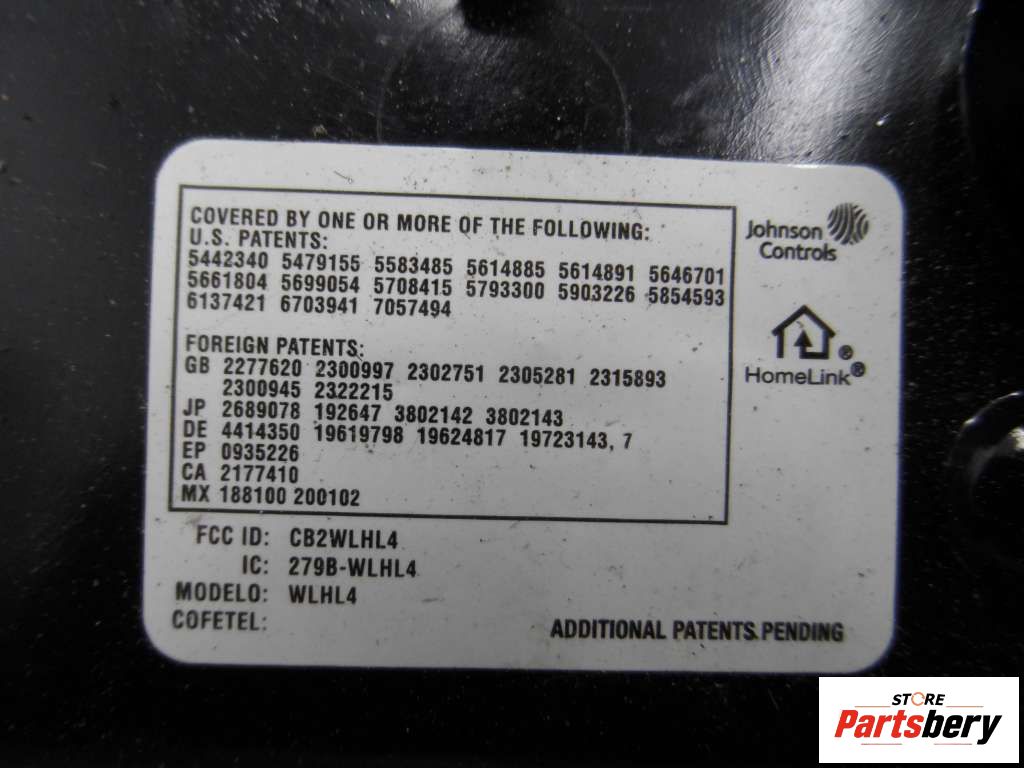 COVERED BY ONE OR MORE OF THE FOLLOWING:
U.S. PATENTS:
5442340 5479155 5583485 5614885 5614891 5646701
5661804 5699054 5708415 5793300 5903226 5854593
6137421 6703941 7057494
FOREIGN PATENTS:
GB 2277620 2300997 2302751 2305281 2315893
2300945 2322215
JP 2689078 192647 3802142 3802143
DE 4414350 19619798 19624817 19723143, 7
EP 0935226
CA 2177410
MX 188100 200102
Johnson
Controls
®
HomeLink®
FCC ID: CB2WLHL4
IC: 279B-WLHL4
MODELO: WLHL4
COFETEL:
ADDITIONAL PATENTS PENDING
STORE
Partsbery